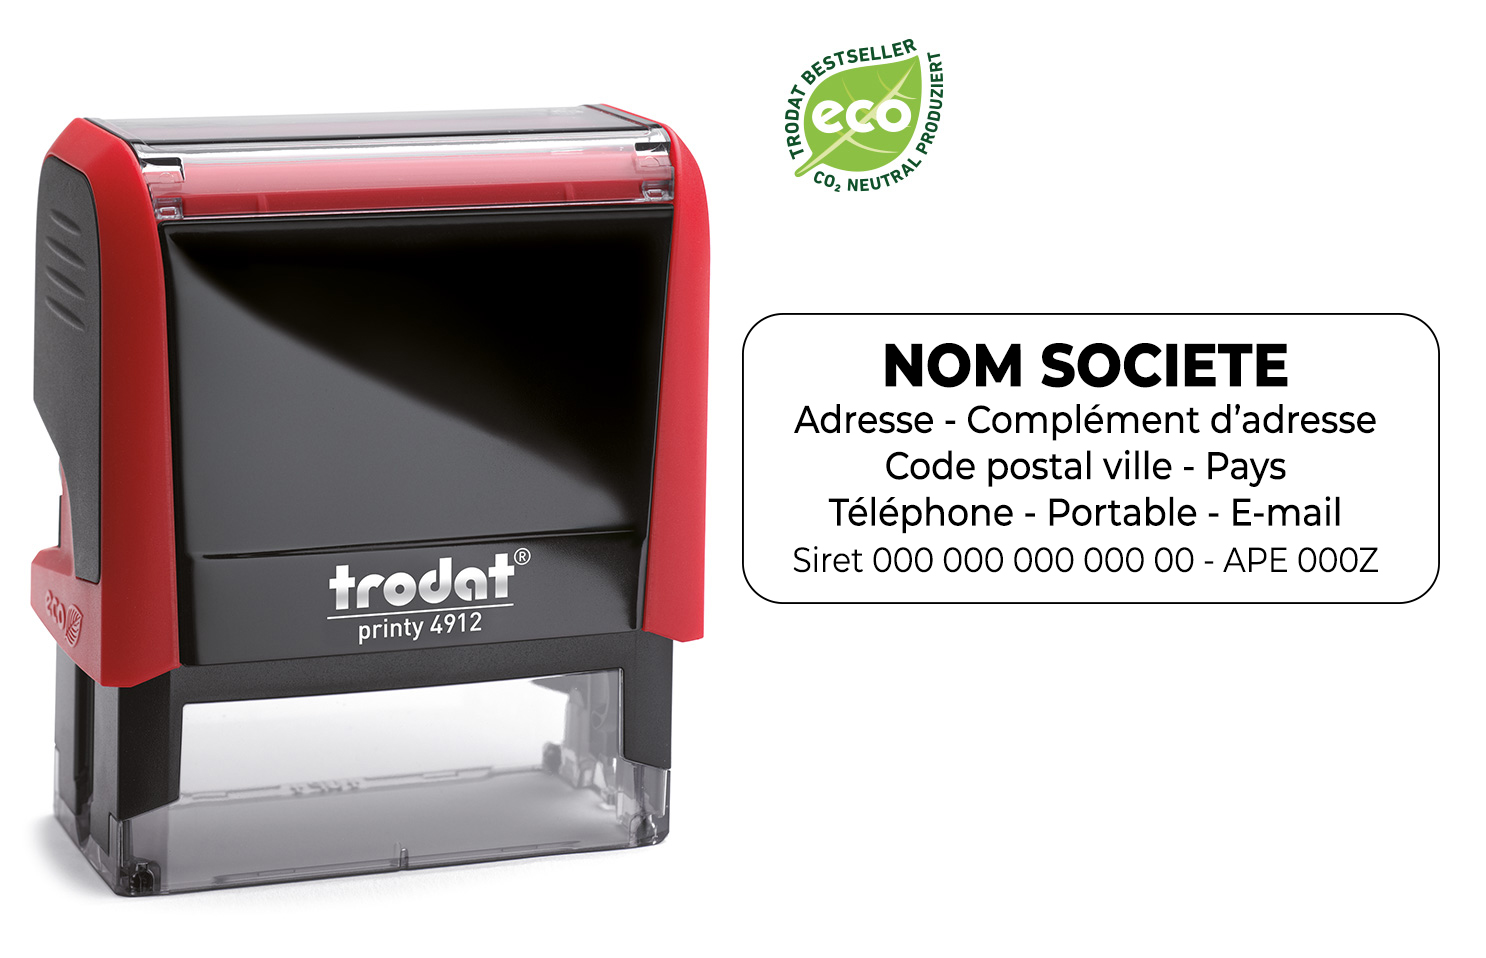 TRODAT BESTSELLER
eco
CO₂ NEUTRAL PRODUZIERT
NOM SOCIETE
Adresse - Complément d’adresse
Code postal ville - Pays
Téléphone - Portable - E-mail
Siret 000 000 000 000 00 - APE 000Z
trodat®
printy 4912
eco